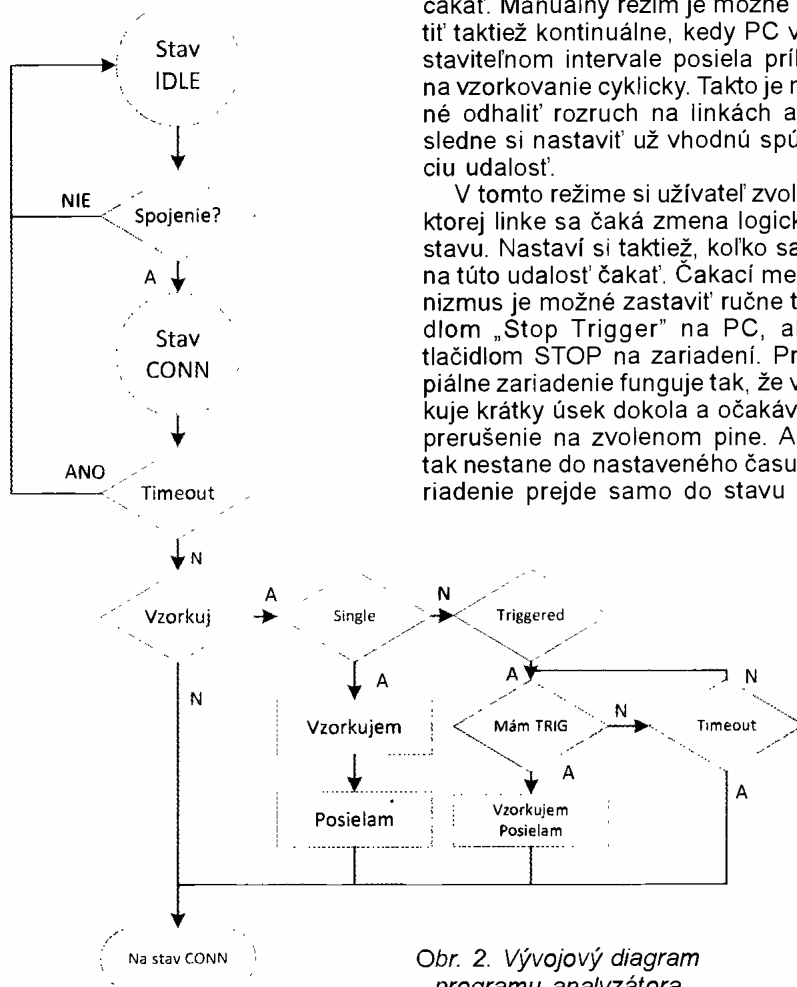 čakať. Manuálny režim je možné
tiť taktiež kontinuálne, kedy PC v
staviteľnom intervale posiela príl
na vzorkovanie cyklicky. Takto je m
né odhaliť rozruch na linkách a
sledne si nastaviť už vhodnú spú
ciu udalosť.
V tomto režime si užívateľ zvol
ktorej linke sa čaká zmena logick
stavu. Nastaví si taktiež, koľko sa
na túto udalosť čakať. Čakací me
nizmus je možné zastaviť ručne t
dlom „Stop Trigger" na PC, al
tlačidlom STOP na zariadení. Pr
piálne zariadenie funguje tak, že v
kuje krátky úsek dokola a očakáv
prerušenie na zvolenom pine. A
tak nestane do nastaveného času
riadenie prejde samo do stavu
Stav
IDLE
NIE
Spojenie?
A
Stav
CONN
ANO
Timeout
N
Vzorkuj
A
Single
N
Triggered
N
A
A
N
Vzorkujem
Mám TRIG
N
Timeout
A
A
Posielam
Vzorkujem
Posielam
Na stav CONN
Obr. 2. Vývojový diagram
programu analyzátora